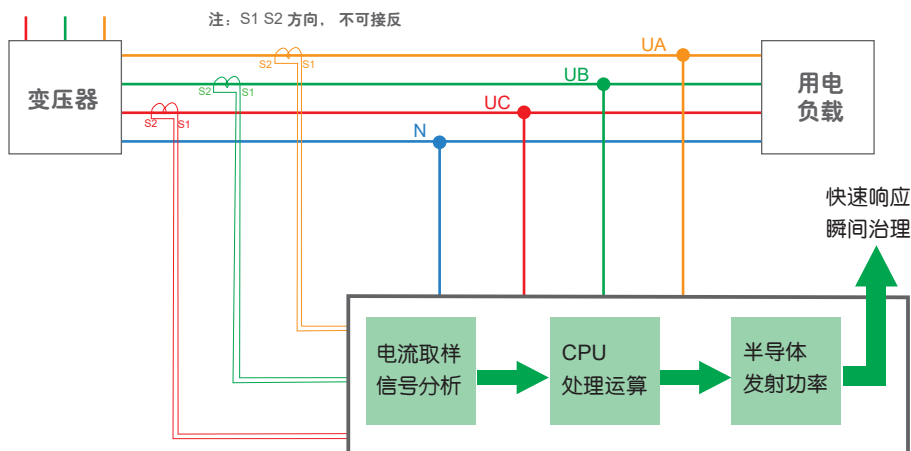 注：S1 S2 方向， 不可接反
UA
S2 S1
UB
变压器
S2 S1
用电
负载
UC
S2 S1
N
快速响应
瞬间治理
电流取样
信号分析
CPU
处理运算
半导体
发射功率